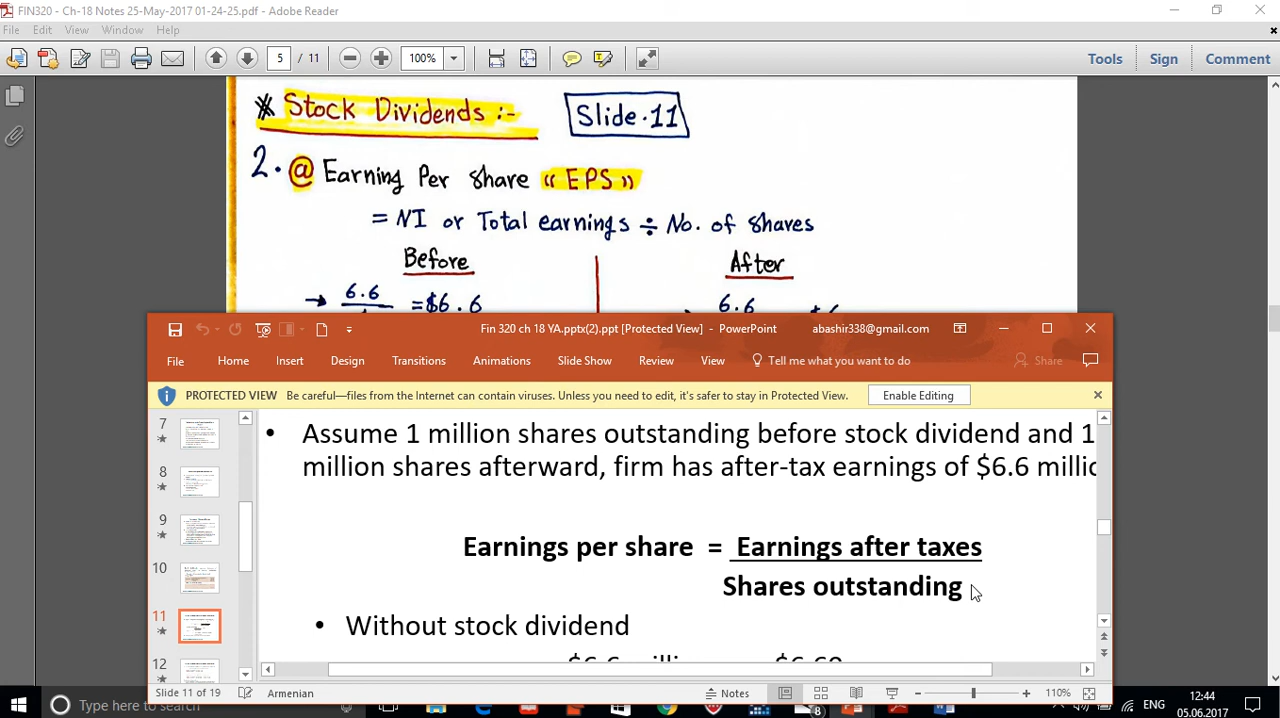 FIN320 - Ch-18 Notes 25-May-2017 01-24-25.pdf - Adobe Reader
File Edit View Window Help
5 / 11 100% Tools Sign Comment
* Stock Dividends :- Slide.11
2. @ Earning Per Share "EPS"
= NI or Total earnings ÷ No. of shares
Before After
→ 6.6 = $6.6 6.6
Fin 320 ch 18 YA.pptx(2).ppt [Protected View] - PowerPoint abashir338@gmail.com
File Home Insert Design Transitions Animations Slide Show Review View Tell me what you want to do Share
PROTECTED VIEW Be careful—files from the Internet can contain viruses. Unless you need to edit, it's safer to stay in Protected View. Enable Editing
7
8
9
10
11
12
• Assume 1 million shares outstanding before stock dividend and 1
million shares afterward, firm has after-tax earnings of $6.6 millio
Earnings per share = Earnings after taxes
Shares outstanding
• Without stock dividend
Slide 11 of 19 Armenian Notes 110%
Type here to search 8 ENG 12:44
05.06.2017